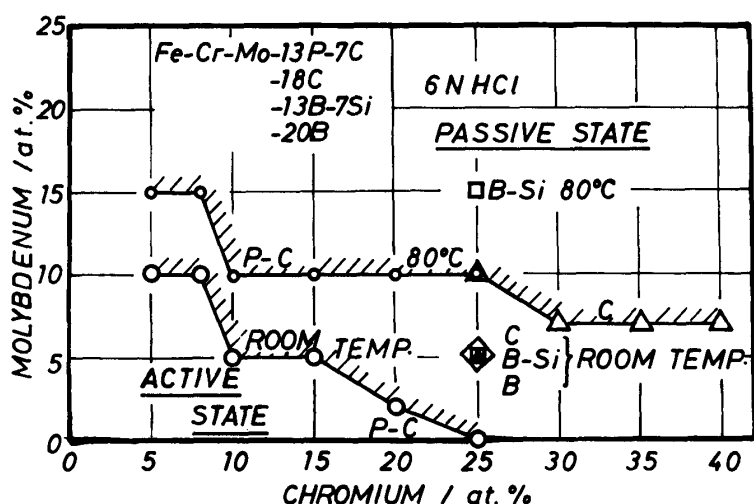 25
Fe-Cr-Mo-13P-7C
-18C
-13B-7Si
-20B
6N HCl
20
PASSIVE STATE
15
B-Si 80°C
P-C 80°C
10
C
ROOM TEMP.
C
B-Si } ROOM TEMP.
B
5
ACTIVE
STATE
P-C
0
0 5 10 15 20 25 30 35 40
CHROMIUM / at.%
MOLYBDENUM / at.%